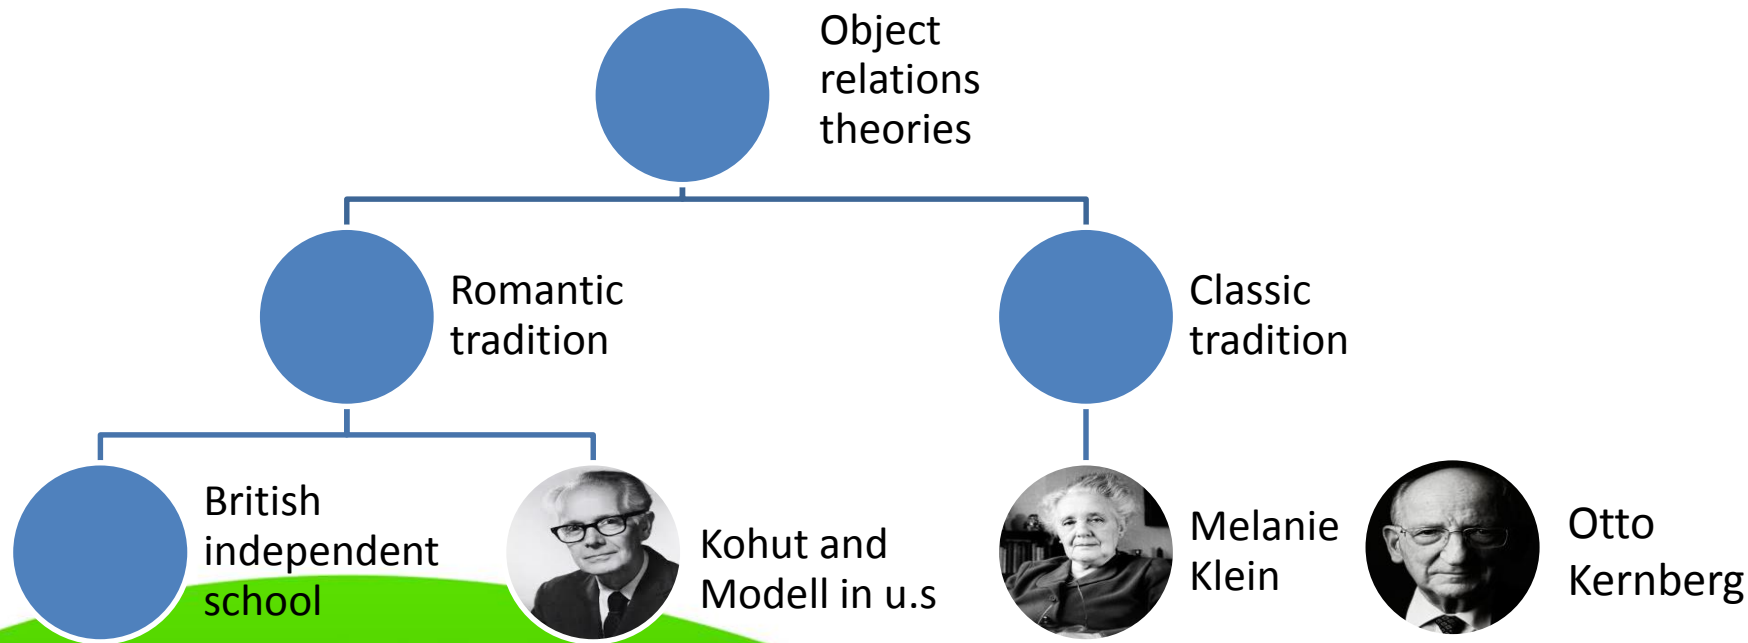 Object
relations
theories
Romantic
tradition
Classic
tradition
British
independent
school
Kohut and
Modell in u.s
Melanie
Klein
Otto
Kernberg